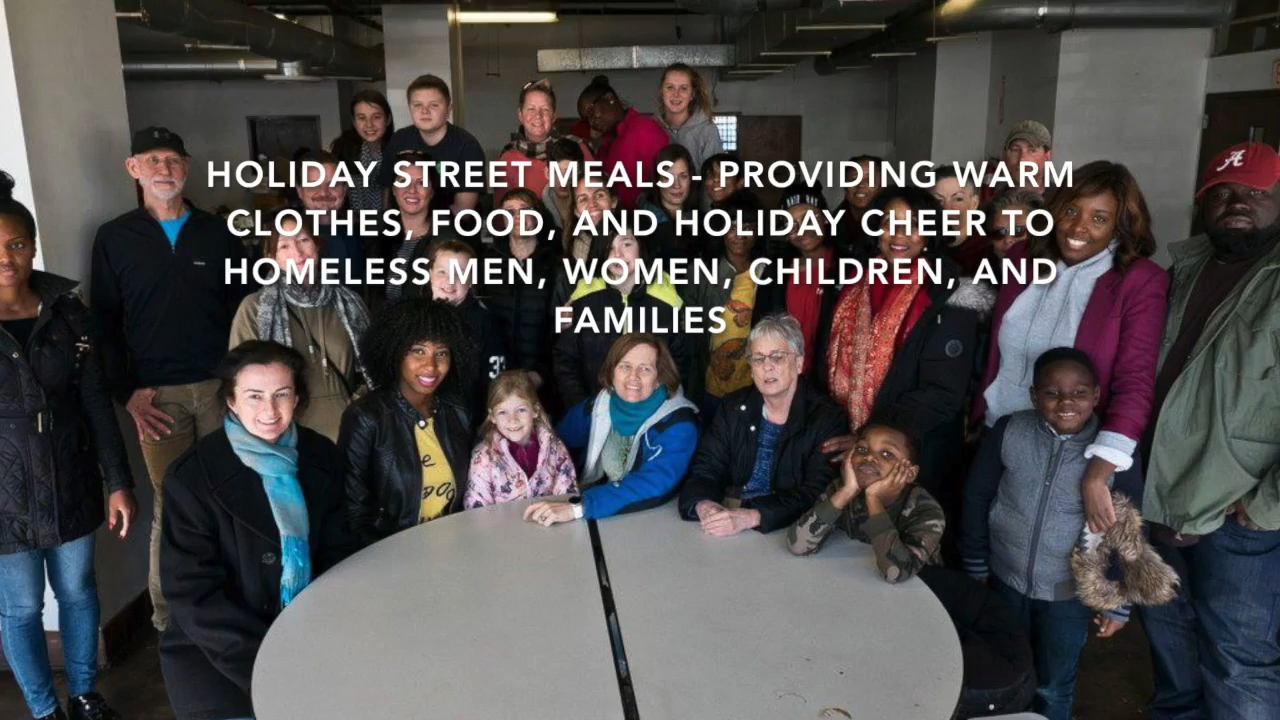 HOLIDAY STREET MEALS - PROVIDING WARM
CLOTHES, FOOD, AND HOLIDAY CHEER TO
HOMELESS MEN, WOMEN, CHILDREN, AND
FAMILIES
A